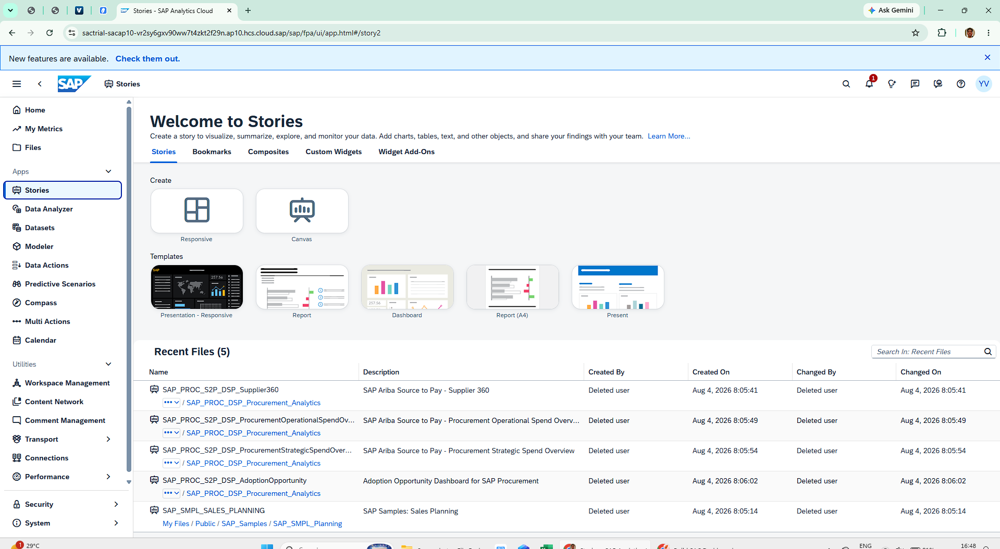 Stories - SAP Analytics Cloud
Ask Gemini
sactrial-sacap10-vr2sy6gxv90ww7t4zkt2f29n.ap10.hcs.cloud.sap/sap/fpa/ui/app.html#/story2
New features are available. Check them out.
SAP Stories
1
YV
Home
My Metrics
Files
Apps
Stories
Data Analyzer
Datasets
Modeler
Data Actions
Predictive Scenarios
Compass
Multi Actions
Calendar
Utilities
Workspace Management
Content Network
Comment Management
Transport
Connections
Performance
Security
System
Welcome to Stories
Create a story to visualize, summarize, explore, and monitor your data. Add charts, tables, text, and other objects, and share your findings with your team. Learn More...
Stories Bookmarks Composites Custom Widgets Widget Add-Ons
Create
Responsive Canvas
Templates
SAP
257.56
257.56
Presentation - Responsive Report Dashboard Report (A4) Present
Recent Files (5)
Search In: Recent Files
Name Description Created By Created On Changed By Changed On
SAP_PROC_S2P_DSP_Supplier360 SAP Ariba Source to Pay - Supplier 360 Deleted user Aug 4, 2026 8:05:41 Deleted user Aug 4, 2026 8:05:41
/ SAP_PROC_DSP_Procurement_Analytics
SAP_PROC_S2P_DSP_ProcurementOperationalSpendOv... SAP Ariba Source to Pay - Procurement Operational Spend Overv... Deleted user Aug 4, 2026 8:05:49 Deleted user Aug 4, 2026 8:05:49
/ SAP_PROC_DSP_Procurement_Analytics
SAP_PROC_S2P_DSP_ProcurementStrategicSpendOver... SAP Ariba Source to Pay - Procurement Strategic Spend Overview Deleted user Aug 4, 2026 8:05:54 Deleted user Aug 4, 2026 8:05:54
/ SAP_PROC_DSP_Procurement_Analytics
SAP_PROC_S2P_DSP_AdoptionOpportunity Adoption Opportunity Dashboard for SAP Procurement Deleted user Aug 4, 2026 8:06:02 Deleted user Aug 4, 2026 8:06:02
/ SAP_PROC_DSP_Procurement_Analytics
SAP_SMPL_SALES_PLANNING SAP Samples: Sales Planning Deleted user Aug 4, 2026 8:05:14 Deleted user Aug 4, 2026 8:05:14
My Files / Public / SAP_Samples / SAP_SMPL_Planning
1 29°C
ENG
16:48